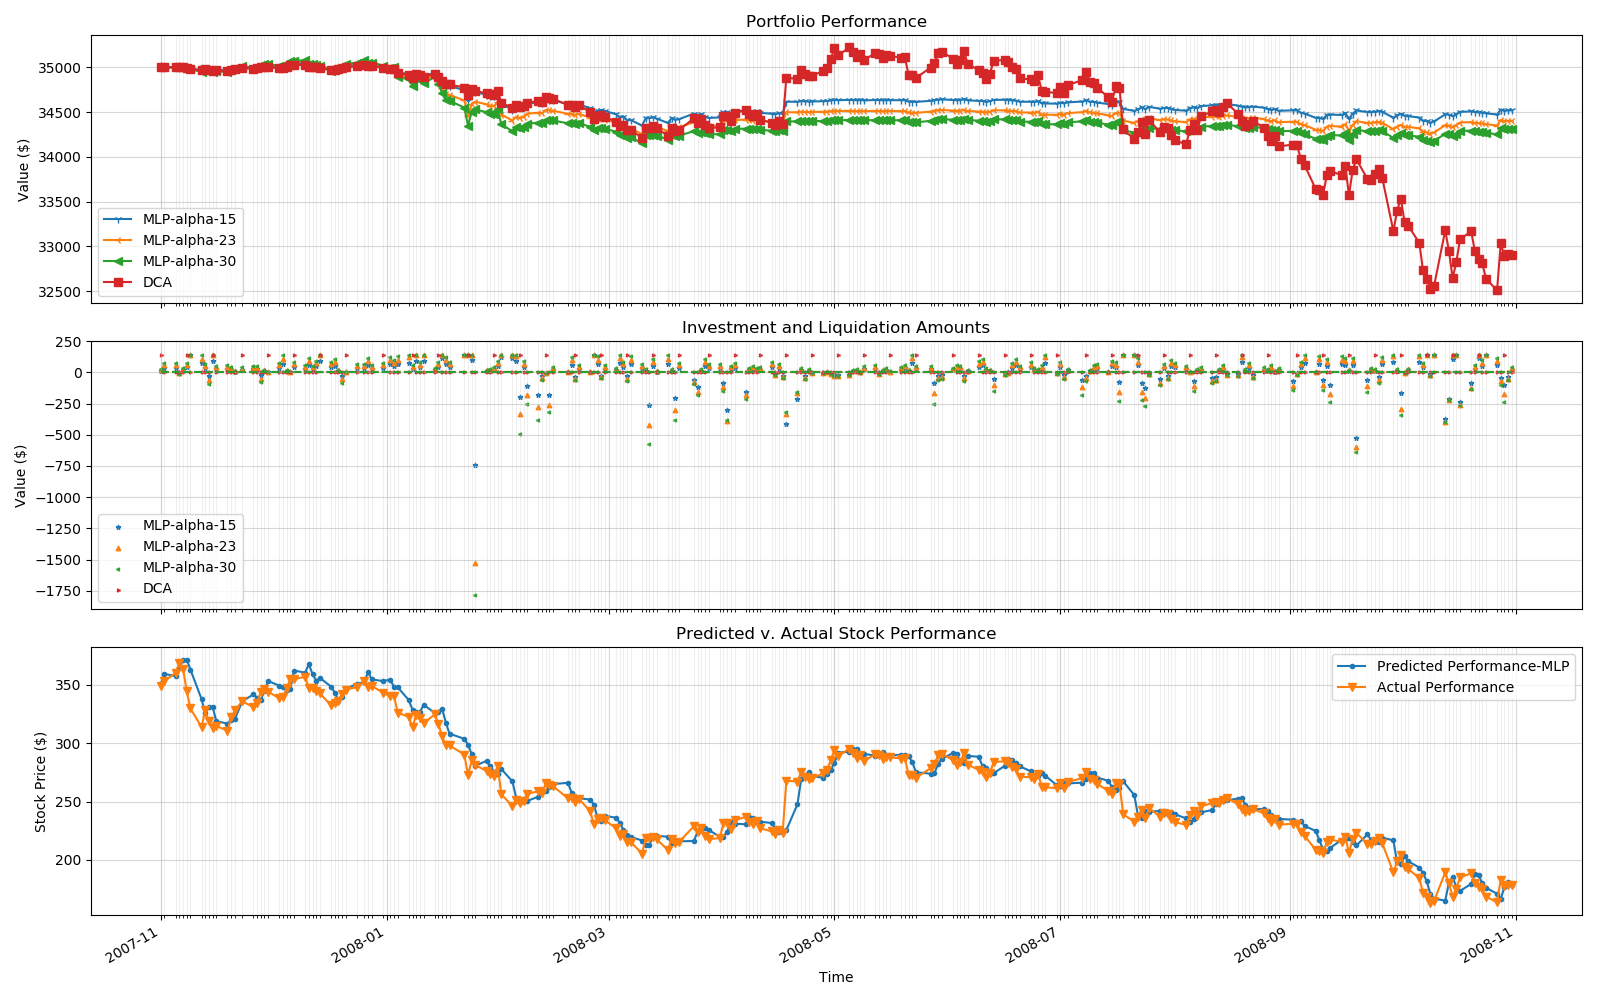 Portfolio Performance
35000
34500
34000
33500
33000
32500
Value ($)
MLP-alpha-15
MLP-alpha-23
MLP-alpha-30
DCA
Investment and Liquidation Amounts
250
0
−250
−500
−750
−1000
−1250
−1500
−1750
Value ($)
MLP-alpha-15
MLP-alpha-23
MLP-alpha-30
DCA
Predicted v. Actual Stock Performance
350
300
250
200
Stock Price ($)
Predicted Performance-MLP
Actual Performance
2007-11
2008-01
2008-03
2008-05
2008-07
2008-09
2008-11
Time